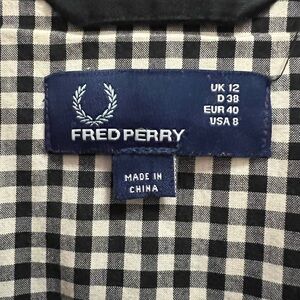 UK 12
D 38
EUR 40
USA 8
FRED PERRY
MADE IN
CHINA